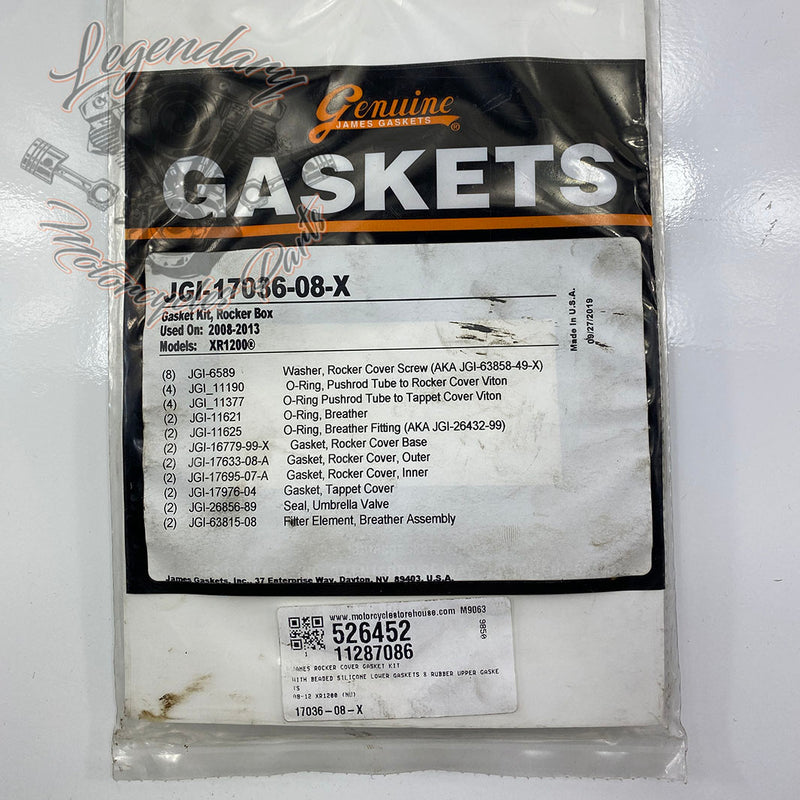 Legendary
Motorcycle Parts
Genuine
JAMES GASKETS ®
GASKETS
JGI-17036-08-X
Gasket Kit, Rocker Box
Used On: 2008-2013
Models: XR1200®
Made In U.S.A.
09/27/2019
(8) JGI-6589 Washer, Rocker Cover Screw (AKA JGI-63858-49-X)
(4) JGI_11190 O-Ring, Pushrod Tube to Rocker Cover Viton
(4) JGI_11377 O-Ring Pushrod Tube to Tappet Cover Viton
(2) JGI-11621 O-Ring, Breather
(2) JGI-11625 O-Ring, Breather Fitting (AKA JGI-26432-99)
(2) JGI-16779-99-X Gasket, Rocker Cover Base
(2) JGI-17633-08-A Gasket, Rocker Cover, Outer
(2) JGI-17695-07-A Gasket, Rocker Cover, Inner
(2) JGI-17976-04 Gasket, Tappet Cover
(2) JGI-26856-89 Seal, Umbrella Valve
(2) JGI-63815-08 Filter Element, Breather Assembly
James Gaskets, Inc., 37 Enterprise Way, Dayton, NV 89403, U.S.A.
www.motorcyclestorehouse.com M9063
526452
9850
1
11287086
JAMES ROCKER COVER GASKET KIT
WITH BEADED SILICONE LOWER GASKETS & RUBBER UPPER GASKE
TS
08-12 XR1200 (NU)
17036-08-X